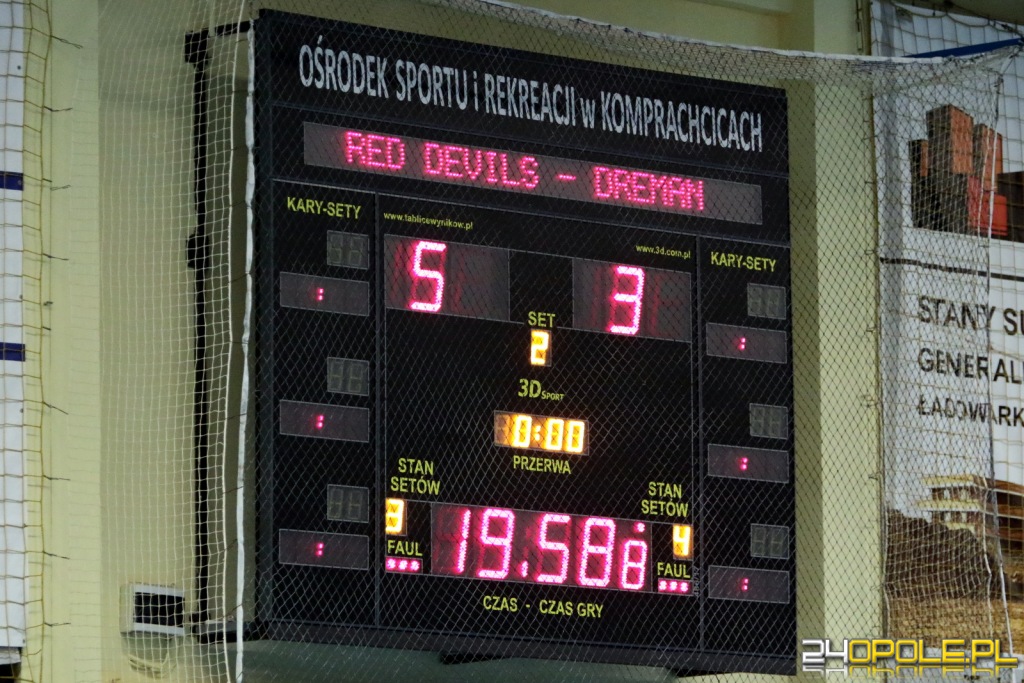 OŚRODEK SPORTU i REKREACJI w KOMPRACHCICACH
RED DEVILS - DREMAN
KARY-SETY
www.tablicewynikow.pl
www.3d.com.pl
KARY-SETY
5
3
SET
2
3D SPORT
0:00
PRZERWA
STAN
SETÓW
STAN
SETÓW
3
19.58
8
4
FAUL
FAUL
CZAS - CZAS GRY
STANY
GENERAL
ŁADOWARK
24OPOLE.PL